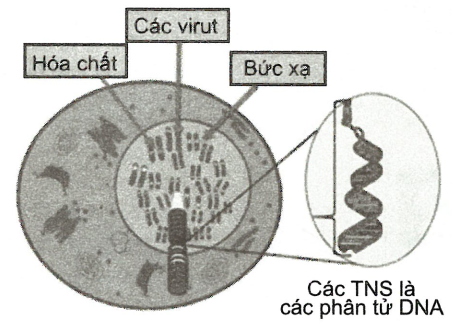 Các virut
Hóa chất
Bức xạ
Các TNS là
các phân tử DNA